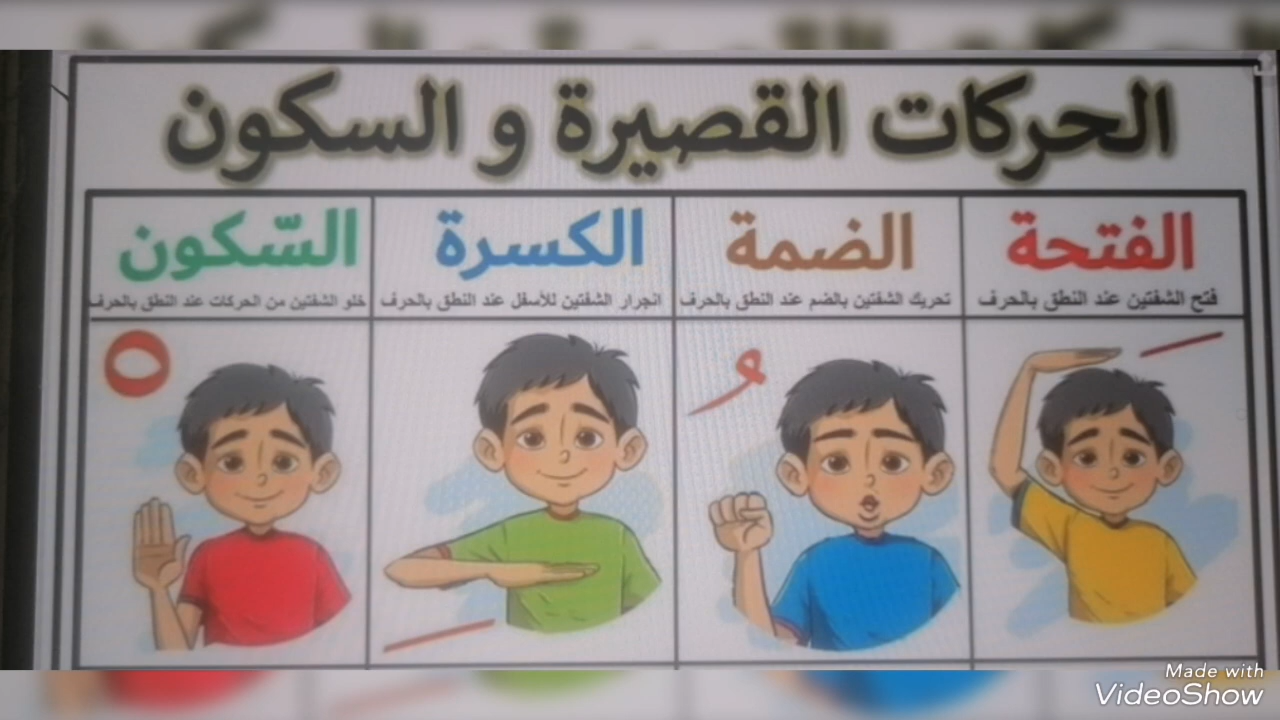 الحركات القصيرة و السكون
الفتحة
فتح الشفتين عند النطق بالحرف
الضمة
تحريك الشفتين بالضم عند النطق بالحرف
الكسرة
انجرار الشفتين للأسفل عند النطق بالحرف
السّكون
خلو الشفتين من الحركات عند النطق بالحرف
Made with
VideoShow